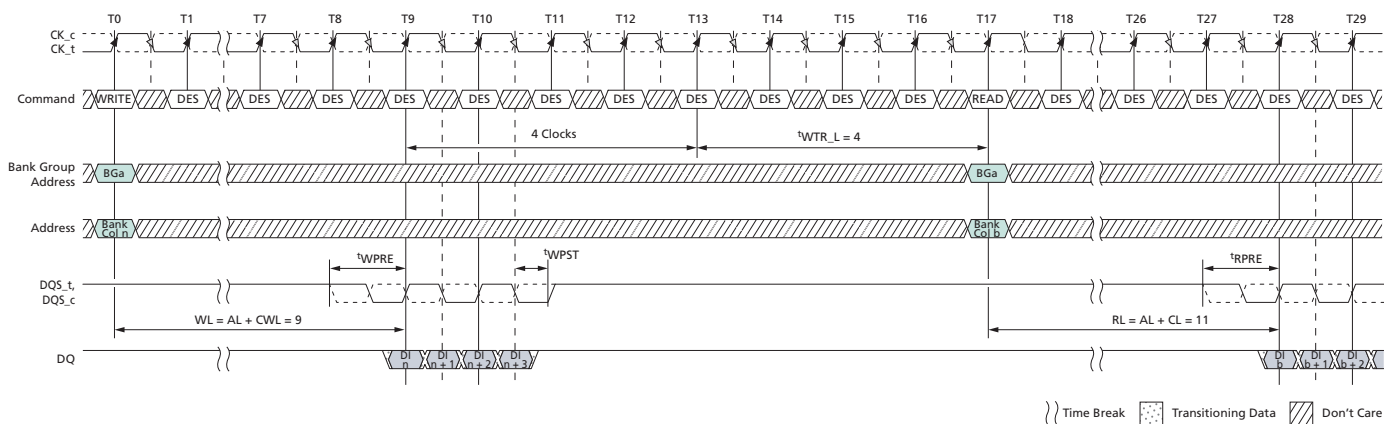 T0 T1 T7 T8 T9 T10 T11 T12 T13 T14 T15 T16 T17 T18 T26 T27 T28 T29
CK_c
CK_t
Command WRITE DES DES DES DES DES DES DES DES DES DES DES READ DES DES DES DES DES
4 Clocks tWTR_L = 4
Bank Group
Address BGa BGa
Address Bank
Col n Bank
Col b
tWPRE tWPST tRPRE
DQS_t,
DQS_c
WL = AL + CWL = 9 RL = AL + CL = 11
DQ DI
n DI
n + 1 DI
n + 2 DI
n + 3 DI
b DI
b + 1 DI
b + 2
Time Break Transitioning Data Don't Care